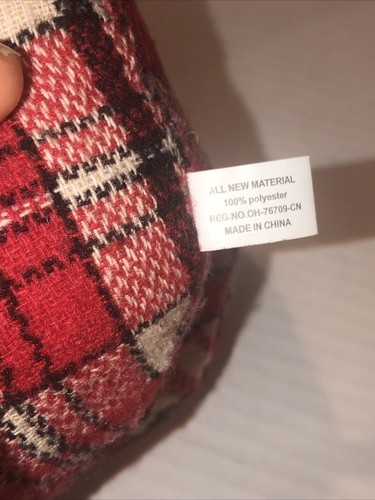 ALL NEW MATERIAL
100% polyester
REG.NO.OH-76709-CN
MADE IN CHINA